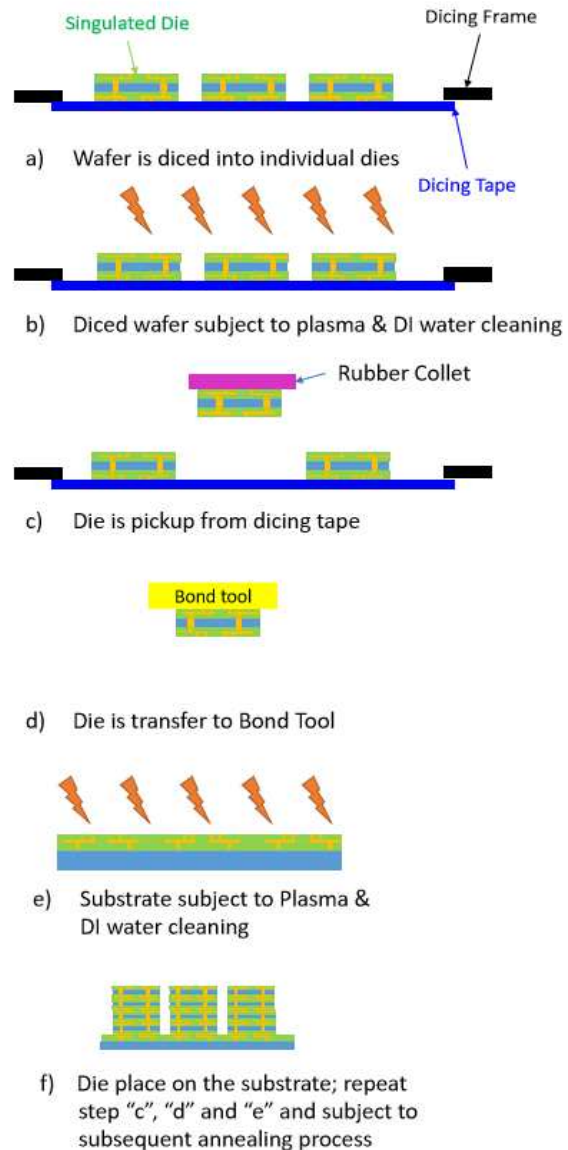 Singulated Die
Dicing Frame
a) Wafer is diced into individual dies
Dicing Tape
b) Diced wafer subject to plasma & DI water cleaning
Rubber Collet
c) Die is pickup from dicing tape
Bond tool
d) Die is transfer to Bond Tool
e) Substrate subject to Plasma &
DI water cleaning
f) Die place on the substrate; repeat
step “c”, “d” and “e” and subject to
subsequent annealing process